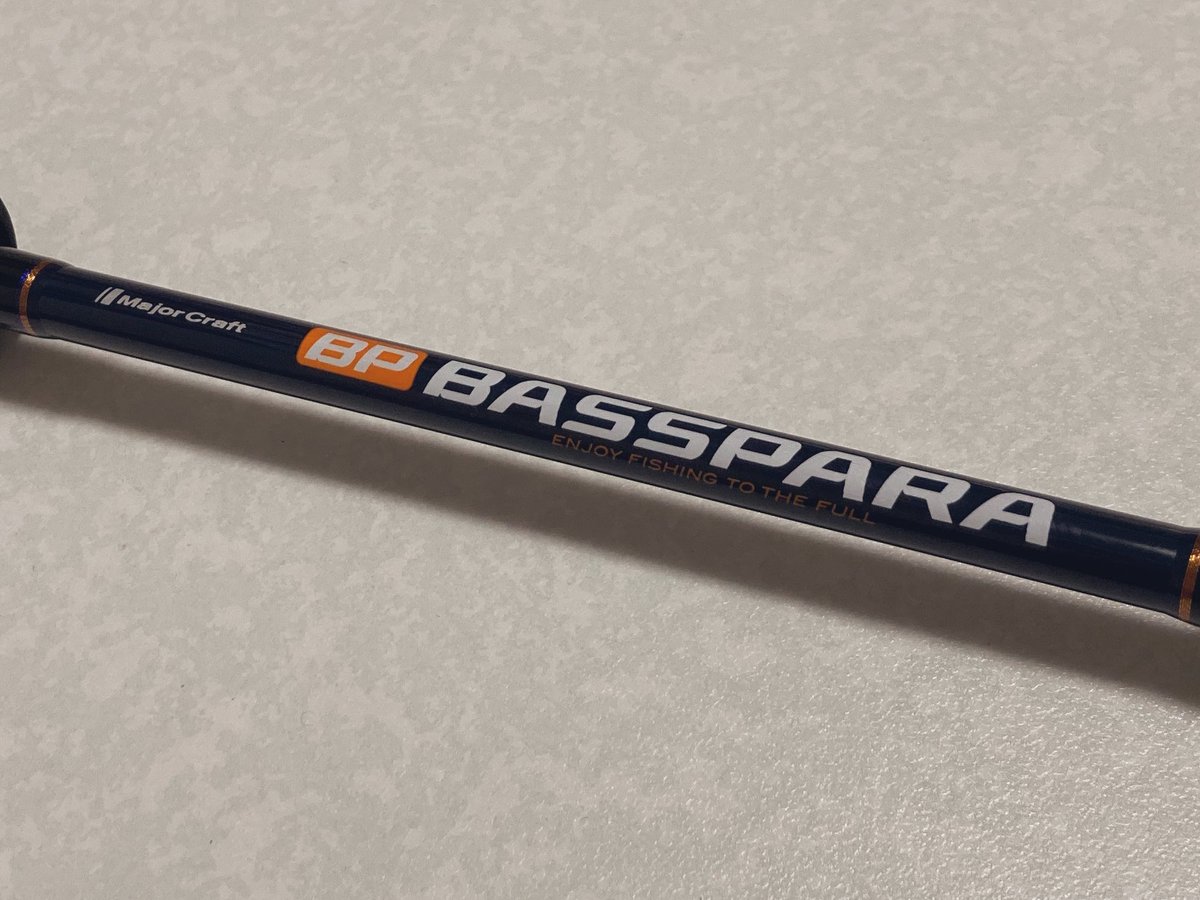 MajorCraft
BP BASSPARA
ENJOY FISHING TO THE FULL